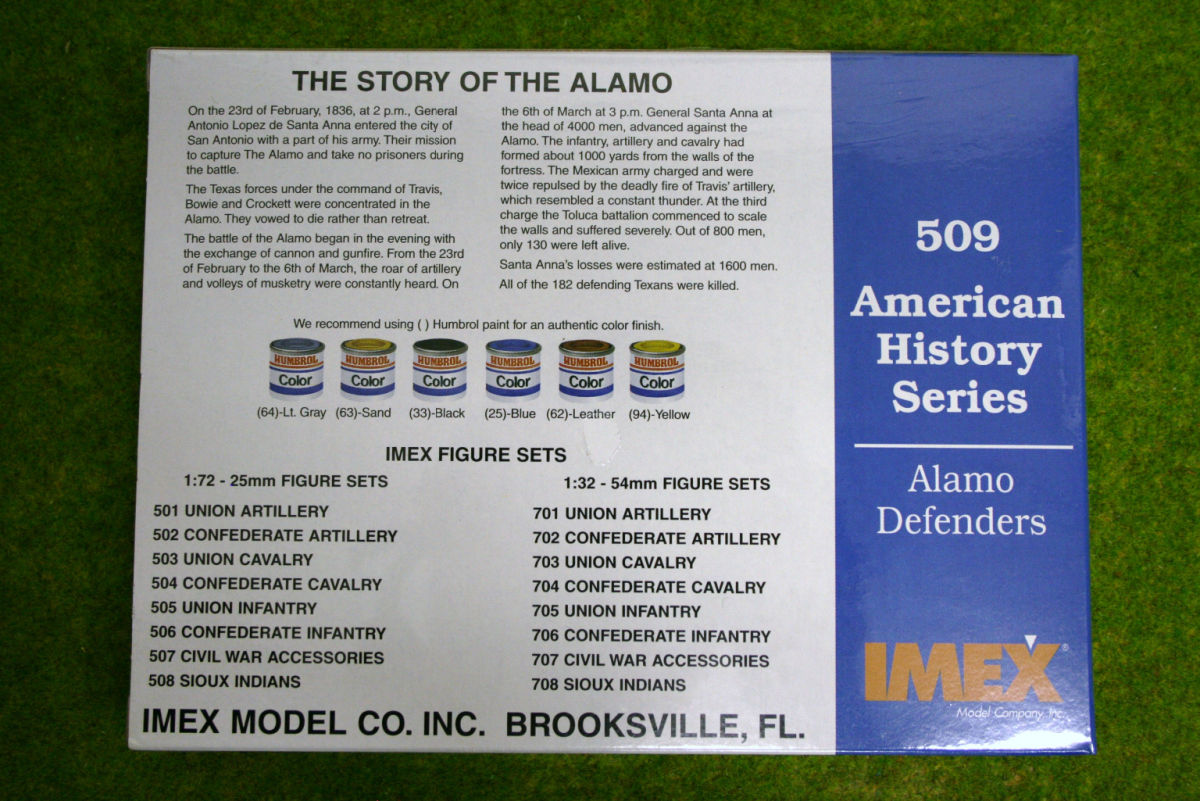 THE STORY OF THE ALAMO
On the 23rd of February, 1836, at 2 p.m., General
Antonio Lopez de Santa Anna entered the city of
San Antonio with a part of his army. Their mission
to capture The Alamo and take no prisoners during
the battle.
The Texas forces under the command of Travis,
Bowie and Crockett were concentrated in the
Alamo. They vowed to die rather than retreat.
The battle of the Alamo began in the evening with
the exchange of cannon and gunfire. From the 23rd
of February to the 6th of March, the roar of artillery
and volleys of musketry were constantly heard. On
the 6th of March at 3 p.m. General Santa Anna at
the head of 4000 men, advanced against the
Alamo. The infantry, artillery and cavalry had
formed about 1000 yards from the walls of the
fortress. The Mexican army charged and were
twice repulsed by the deadly fire of Travis' artillery,
which resembled a constant thunder. At the third
charge the Toluca battalion commenced to scale
the walls and suffered severely. Out of 800 men,
only 130 were left alive.
Santa Anna's losses were estimated at 1600 men.
All of the 182 defending Texans were killed.
We recommend using ( ) Humbrol paint for an authentic color finish.
HUMBROL HUMBROL HUMBROL HUMBROL HUMBROL HUMBROL
Color Color Color Color Color Color
(64)-Lt. Gray (63)-Sand (33)-Black (25)-Blue (62)-Leather (94)-Yellow
IMEX FIGURE SETS
1:72 - 25mm FIGURE SETS
501 UNION ARTILLERY
502 CONFEDERATE ARTILLERY
503 UNION CAVALRY
504 CONFEDERATE CAVALRY
505 UNION INFANTRY
506 CONFEDERATE INFANTRY
507 CIVIL WAR ACCESSORIES
508 SIOUX INDIANS
1:32 - 54mm FIGURE SETS
701 UNION ARTILLERY
702 CONFEDERATE ARTILLERY
703 UNION CAVALRY
704 CONFEDERATE CAVALRY
705 UNION INFANTRY
706 CONFEDERATE INFANTRY
707 CIVIL WAR ACCESSORIES
708 SIOUX INDIANS
IMEX MODEL CO. INC. BROOKSVILLE, FL.
509
American
History
Series
Alamo
Defenders
IMEX®
Model Company, Inc.